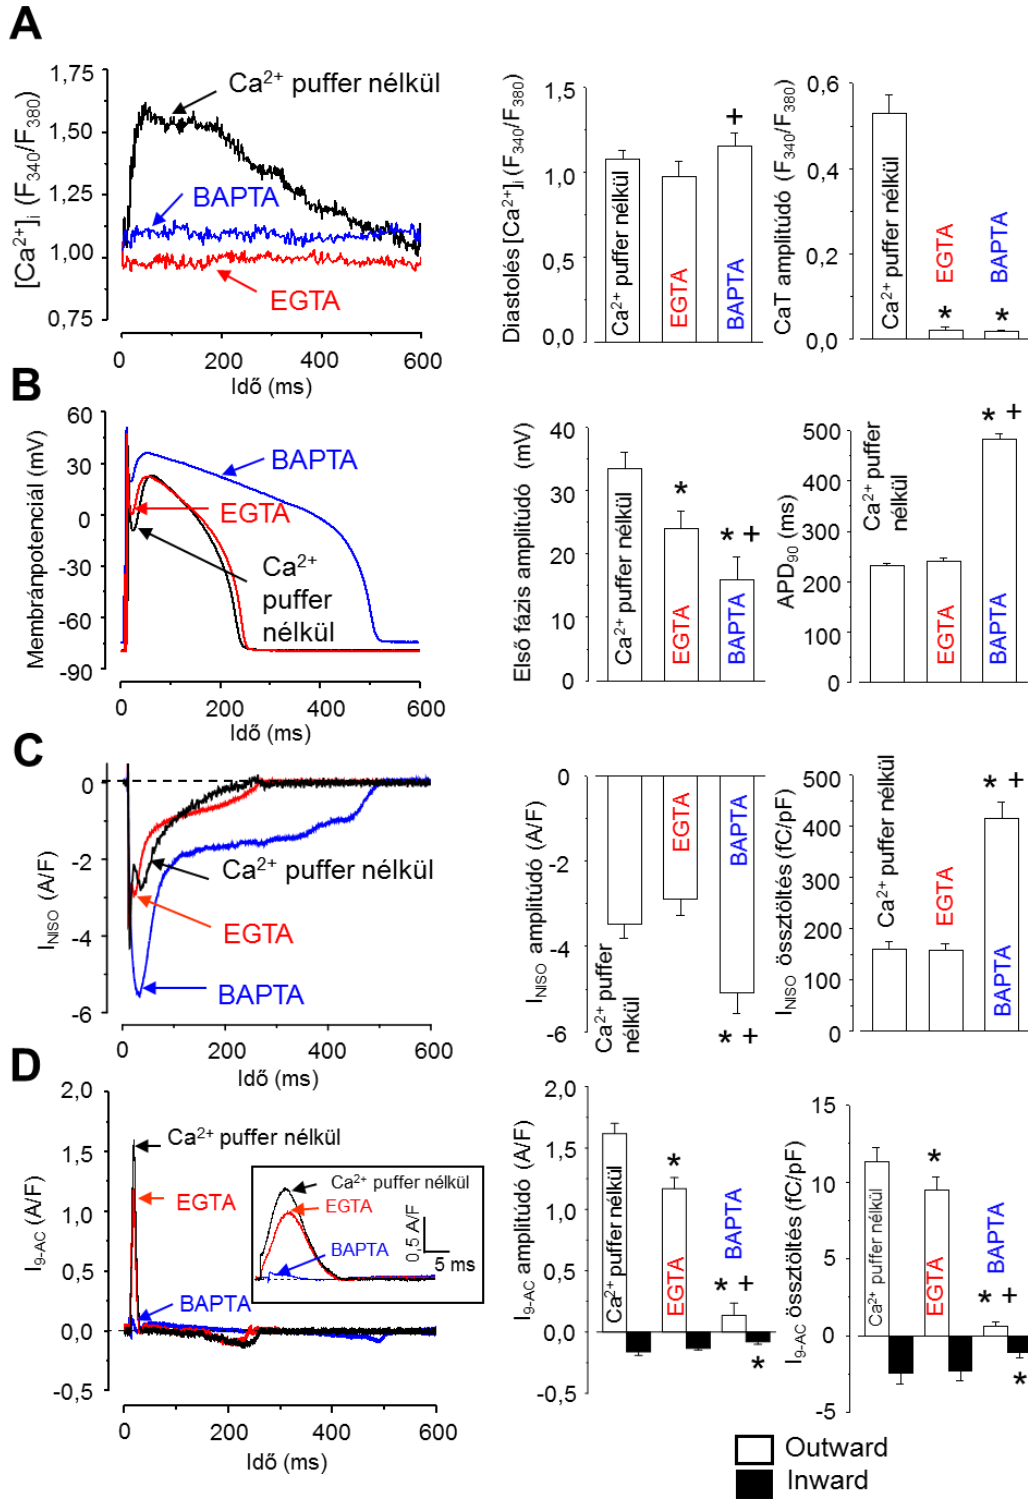 A
[Ca²⁺]ᵢ (F₃₄₀/F₃₈₀)
1,75
1,50
1,25
1,00
0,75
Ca²⁺ puffer nélkül
BAPTA
EGTA
0 200 400 600
Idő (ms)
Diastolés [Ca²⁺]ᵢ (F₃₄₀/F₃₈₀)
1,5
1,0
0,5
0,0
Ca²⁺ puffer nélkül
EGTA
BAPTA
+
CaT amplitúdó (F₃₄₀/F₃₈₀)
0,6
0,4
0,2
0,0
Ca²⁺ puffer nélkül
EGTA
BAPTA
* *
B
Membránpotenciál (mV)
60
30
0
-30
-60
-90
BAPTA
EGTA
Ca²⁺
puffer
nélkül
0 200 400 600
Idő (ms)
Első fázis amplitúdó (mV)
40
30
20
10
0
Ca²⁺ puffer nélkül
EGTA
BAPTA
*
* +
APD₉₀ (ms)
500
400
300
200
100
0
Ca²⁺ puffer
nélkül
EGTA
BAPTA
* +
C
I_NISO (A/F)
0
-2
-4
-6
Ca²⁺ puffer nélkül
EGTA
BAPTA
0 200 400 600
Idő (ms)
I_NISO amplitúdó (A/F)
0
-2
-4
-6
Ca²⁺ puffer
nélkül
EGTA
BAPTA
* +
I_NISO össztöltés (fC/pF)
500
400
300
200
100
0
Ca²⁺ puffer nélkül
EGTA
BAPTA
* +
D
I_9-AC (A/F)
2,0
1,5
1,0
0,5
0,0
-0,5
Ca²⁺ puffer nélkül
EGTA
BAPTA
Ca²⁺ puffer nélkül
EGTA
BAPTA
0,5 A/F
5 ms
0 200 400 600
Idő (ms)
I_9-AC amplitúdó (A/F)
2,0
1,5
1,0
0,5
0,0
-0,5
Ca²⁺ puffer nélkül
EGTA
BAPTA
*
* +
*
I_9-AC össztöltés (fC/pF)
15
10
5
0
-5
Ca²⁺ puffer nélkül
EGTA
BAPTA
*
* +
*
Outward
Inward